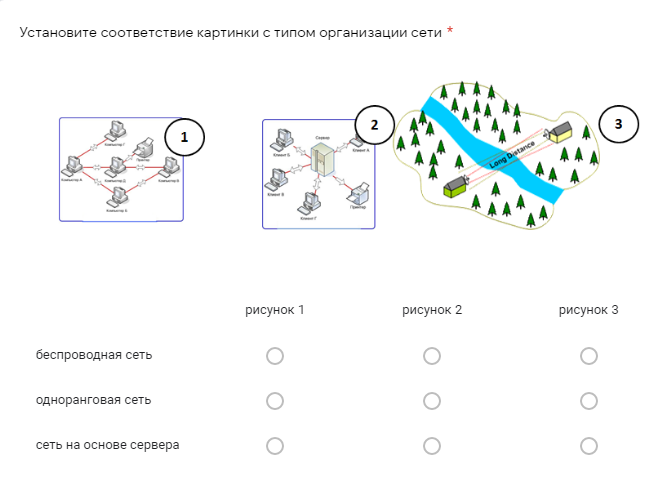 Установите соответствие картинки с типом организации сети *
1
2
3
Компьютер Г
Принтер
Компьютер А
Компьютер Д
Компьютер Б
Сервер
Клиент Б
Клиент А
Клиент В
Принтер
Клиент Г
Long Distance
рисунок 1
рисунок 2
рисунок 3
беспроводная сеть
одноранговая сеть
сеть на основе сервера